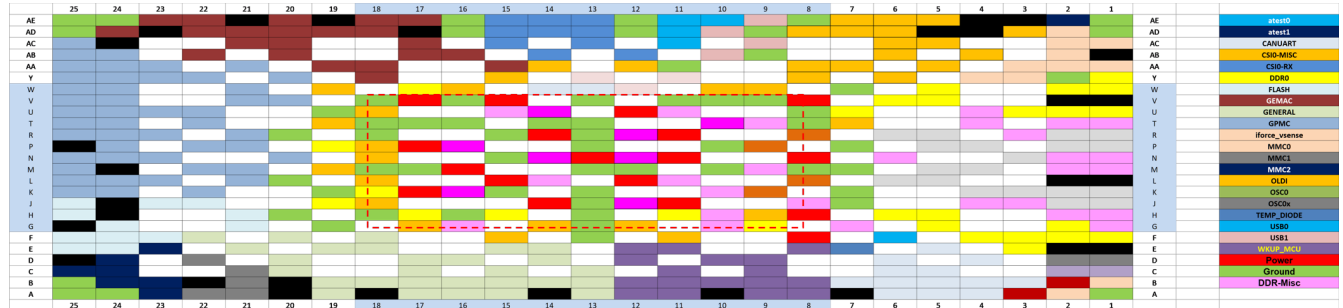 25 24 23 22 21 20 19 18 17 16 15 14 13 12 11 10 9 8 7 6 5 4 3 2 1
AE AE atest0
AD AD atest1
AC AC CANUART
AB AB CSI0-MISC
AA AA CSI0-RX
Y Y DDR0
W W FLASH
V V GEMAC
U U GENERAL
T T GPMC
R R iforce_vsense
P P MMC0
N N MMC1
M M MMC2
L L OLDI
K K OSC0
J J OSC0x
H H TEMP_DIODE
G G USB0
F F USB1
E E WKUP_MCU
D D Power
C C Ground
B B DDR-Misc
A A
25 24 23 22 21 20 19 18 17 16 15 14 13 12 11 10 9 8 7 6 5 4 3 2 1